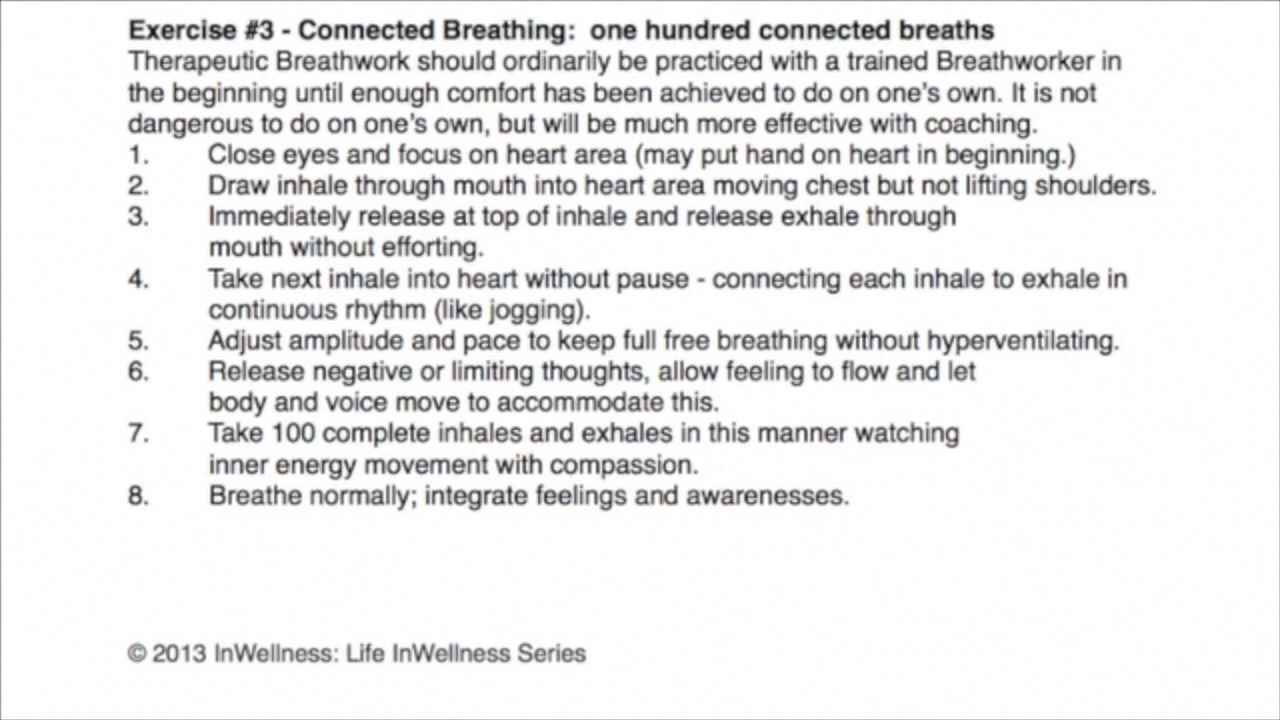 Exercise #3 - Connected Breathing:  one hundred connected breaths
Therapeutic Breathwork should ordinarily be practiced with a trained Breathworker in
the beginning until enough comfort has been achieved to do on one's own. It is not
dangerous to do on one's own, but will be much more effective with coaching.
1. Close eyes and focus on heart area (may put hand on heart in beginning.)
2. Draw inhale through mouth into heart area moving chest but not lifting shoulders.
3. Immediately release at top of inhale and release exhale through
mouth without efforting.
4. Take next inhale into heart without pause - connecting each inhale to exhale in
continuous rhythm (like jogging).
5. Adjust amplitude and pace to keep full free breathing without hyperventilating.
6. Release negative or limiting thoughts, allow feeling to flow and let
body and voice move to accommodate this.
7. Take 100 complete inhales and exhales in this manner watching
inner energy movement with compassion.
8. Breathe normally; integrate feelings and awarenesses.
© 2013 InWellness: Life InWellness Series